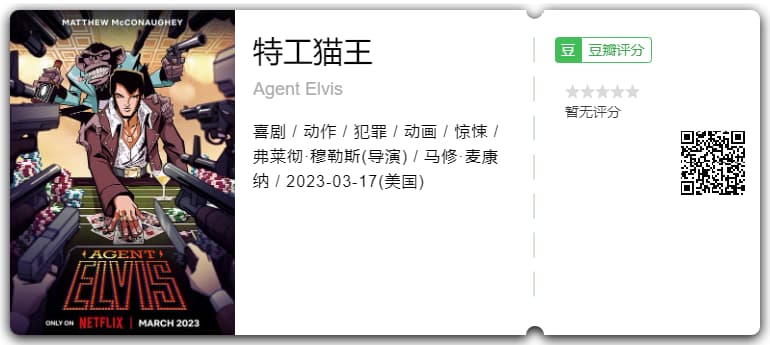 MATTHEW McCONAUGHEY
AGENT
ELVIS
ONLY ON NETFLIX | MARCH 2023
特工猫王
Agent Elvis
喜剧 / 动作 / 犯罪 / 动画 / 惊悚 /
弗莱彻·穆勒斯(导演) / 马修·麦康
纳 / 2023-03-17(美国)
豆 豆瓣评分
暂无评分